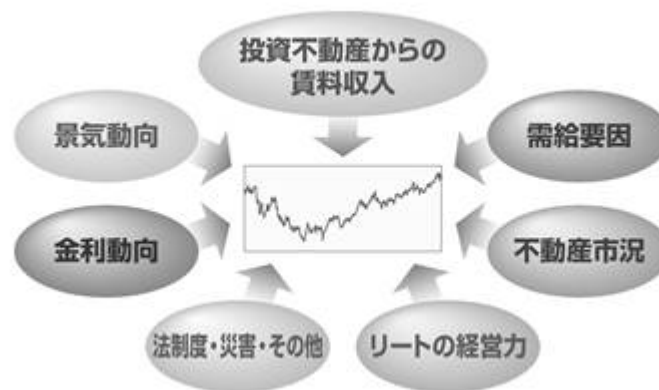 投資不動産からの
賃料収入
景気動向
需給要因
金利動向
不動産市況
法制度・災害・その他
リートの経営力